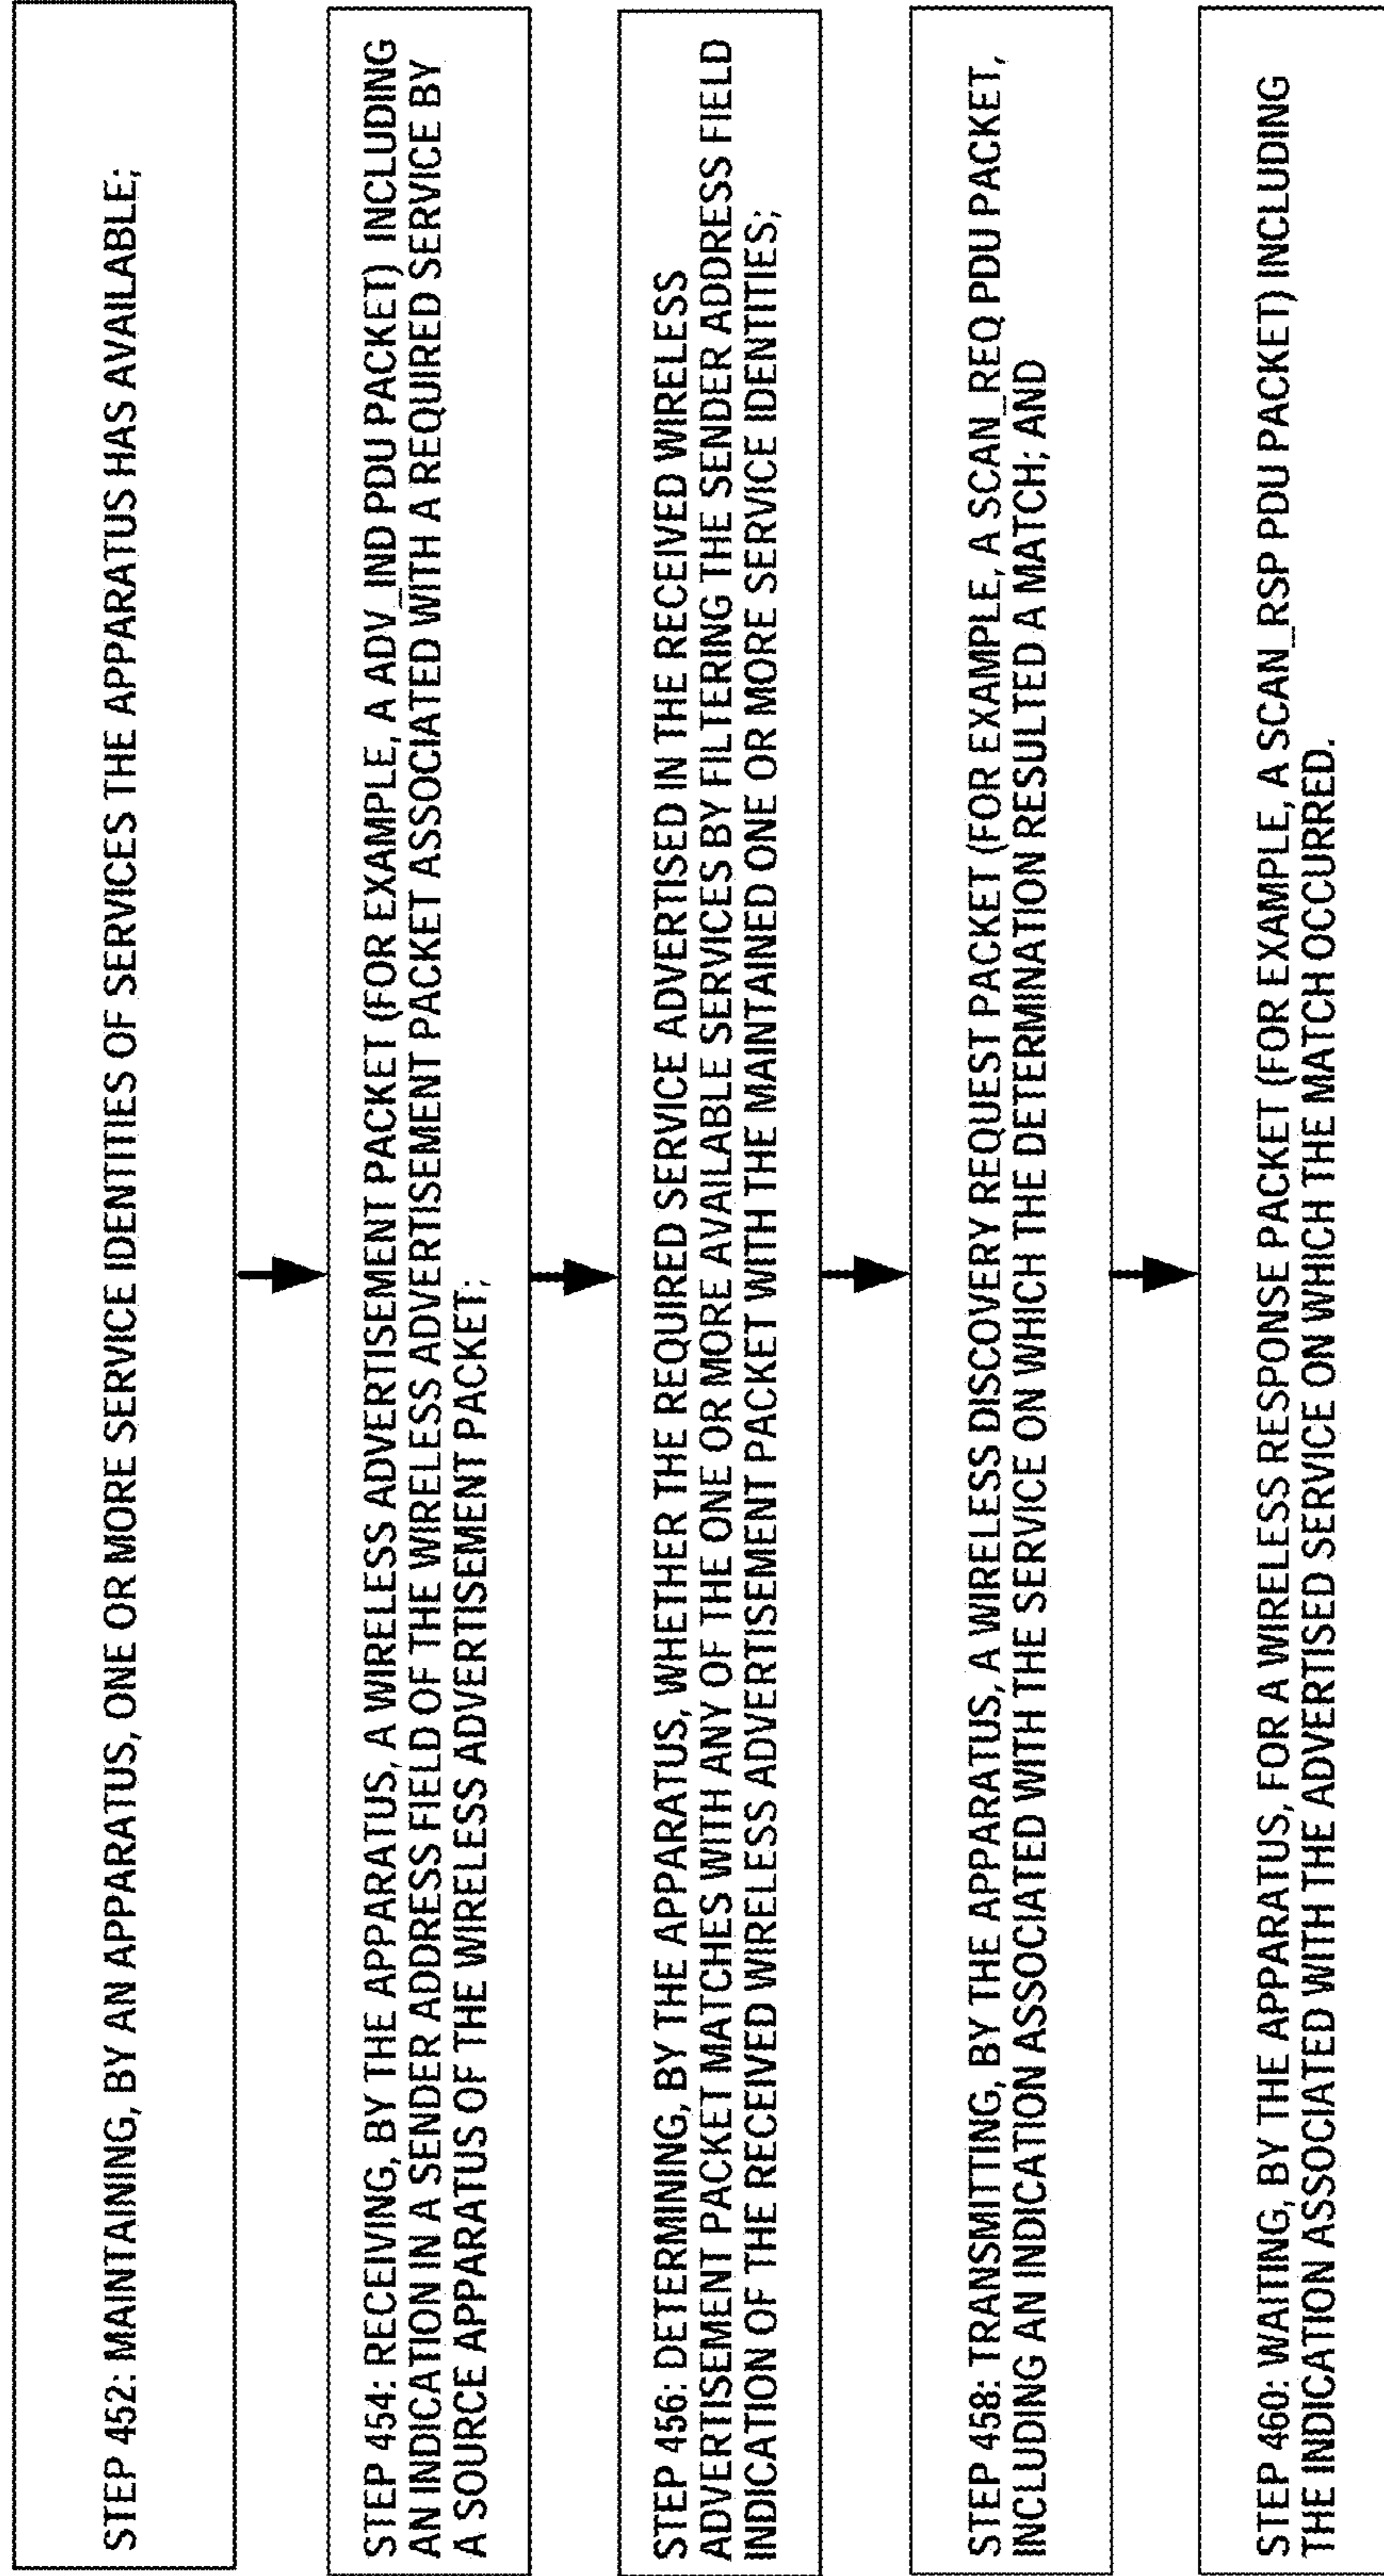 STEP 452: MAINTAINING, BY AN APPARATUS, ONE OR MORE SERVICE IDENTITIES OF SERVICES THE APPARATUS HAS AVAILABLE;
STEP 454: RECEIVING, BY THE APPARATUS, A WIRELESS ADVERTISEMENT PACKET (FOR EXAMPLE, A ADV_IND PDU PACKET) INCLUDING
AN INDICATION IN A SENDER ADDRESS FIELD OF THE WIRELESS ADVERTISEMENT PACKET ASSOCIATED WITH A REQUIRED SERVICE BY
A SOURCE APPARATUS OF THE WIRELESS ADVERTISEMENT PACKET;
STEP 456: DETERMINING, BY THE APPARATUS, WHETHER THE REQUIRED SERVICE ADVERTISED IN THE RECEIVED WIRELESS
ADVERTISEMENT PACKET MATCHES WITH ANY OF THE ONE OR MORE AVAILABLE SERVICES BY FILTERING THE SENDER ADDRESS FIELD
INDICATION OF THE RECEIVED WIRELESS ADVERTISEMENT PACKET WITH THE MAINTAINED ONE OR MORE SERVICE IDENTITIES;
STEP 458: TRANSMITTING, BY THE APPARATUS, A WIRELESS DISCOVERY REQUEST PACKET (FOR EXAMPLE, A SCAN_REQ PDU PACKET,
INCLUDING AN INDICATION ASSOCIATED WITH THE SERVICE ON WHICH THE DETERMINATION RESULTED A MATCH; AND
STEP 460: WAITING, BY THE APPARATUS, FOR A WIRELESS RESPONSE PACKET (FOR EXAMPLE, A SCAN_RSP PDU PACKET) INCLUDING
THE INDICATION ASSOCIATED WITH THE ADVERTISED SERVICE ON WHICH THE MATCH OCCURRED.